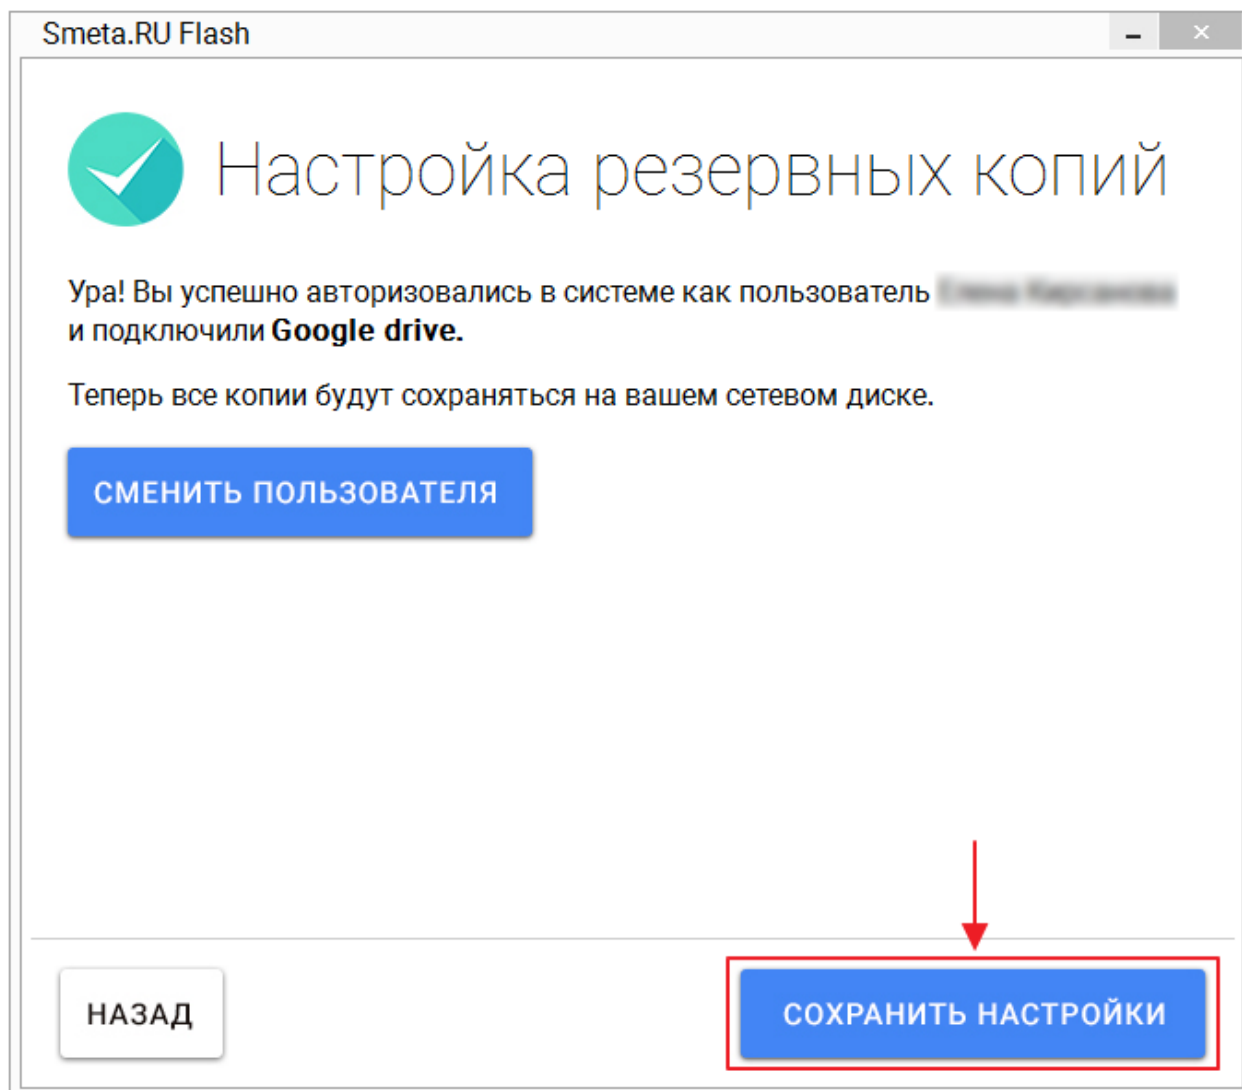 Smeta.RU Flash
Настройка резервных копий
Ура! Вы успешно авторизовались в системе как пользователь
и подключили Google drive.
Теперь все копии будут сохраняться на вашем сетевом диске.
СМЕНИТЬ ПОЛЬЗОВАТЕЛЯ
НАЗАД
СОХРАНИТЬ НАСТРОЙКИ